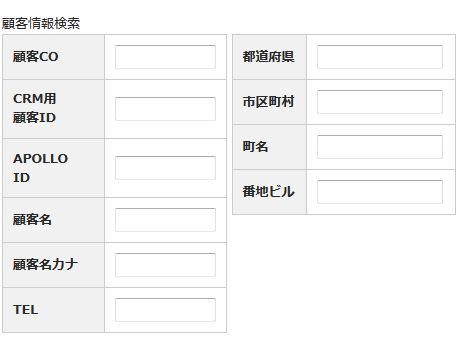 顧客情報検索
顧客CO
CRM用
顧客ID
APOLLO
ID
顧客名
顧客名カナ
TEL
都道府県
市区町村
町名
番地ビル